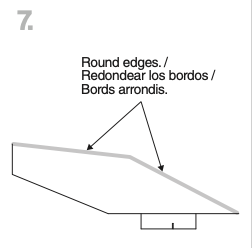 7.
Round edges. /
Redondear los bordos /
Bords arrondis.